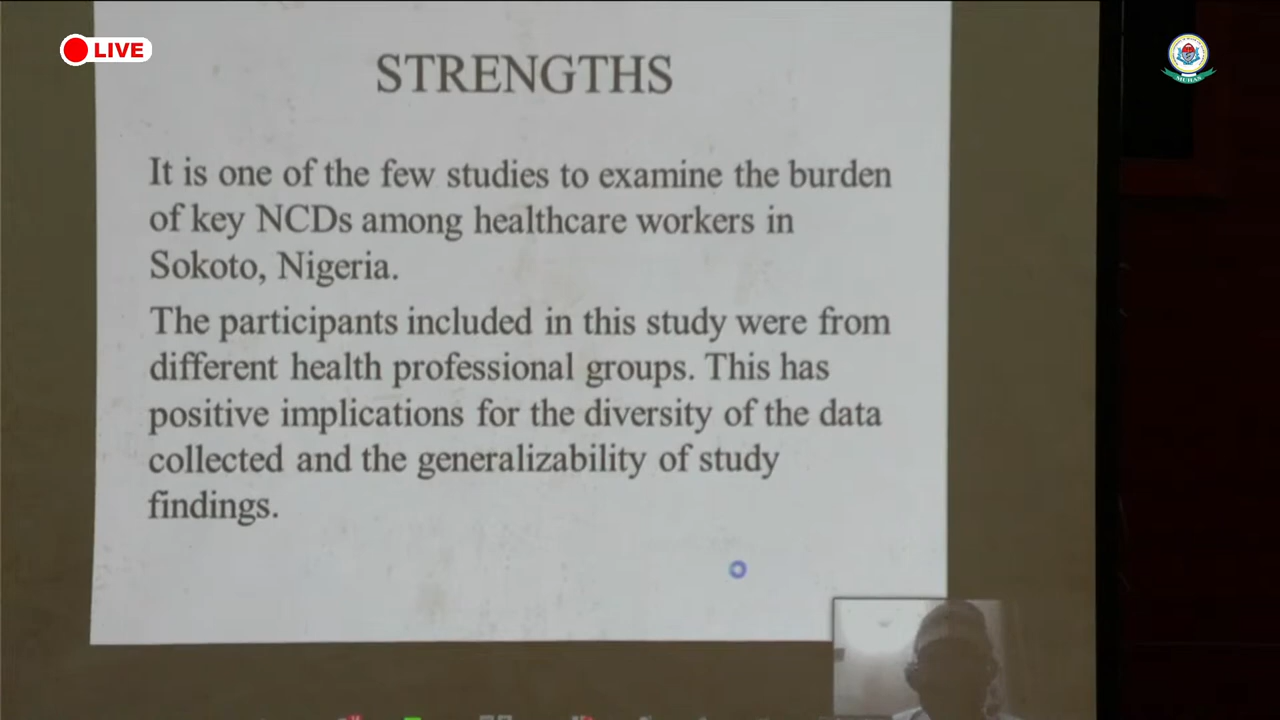 LIVE
MUHAS
STRENGTHS
It is one of the few studies to examine the burden
of key NCDs among healthcare workers in
Sokoto, Nigeria.
The participants included in this study were from
different health professional groups. This has
positive implications for the diversity of the data
collected and the generalizability of study
findings.